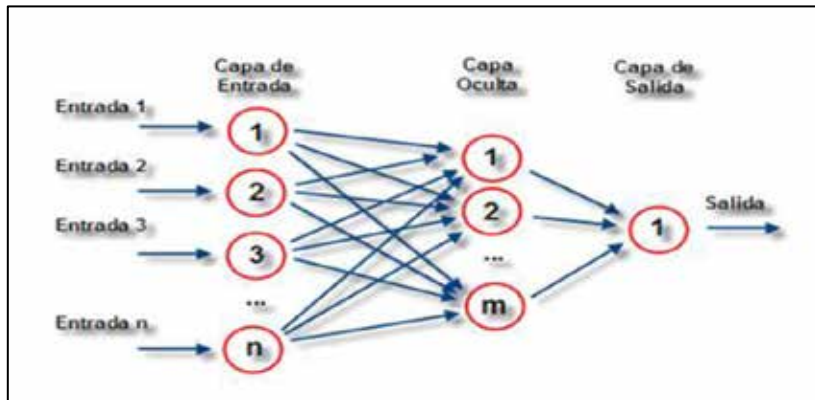 Capa de
Entrada
Capa
Oculta
Capa de
Salida
Entrada 1
Entrada 2
Entrada 3
Entrada n
1
2
3
...
n
1
2
...
m
1
Salida